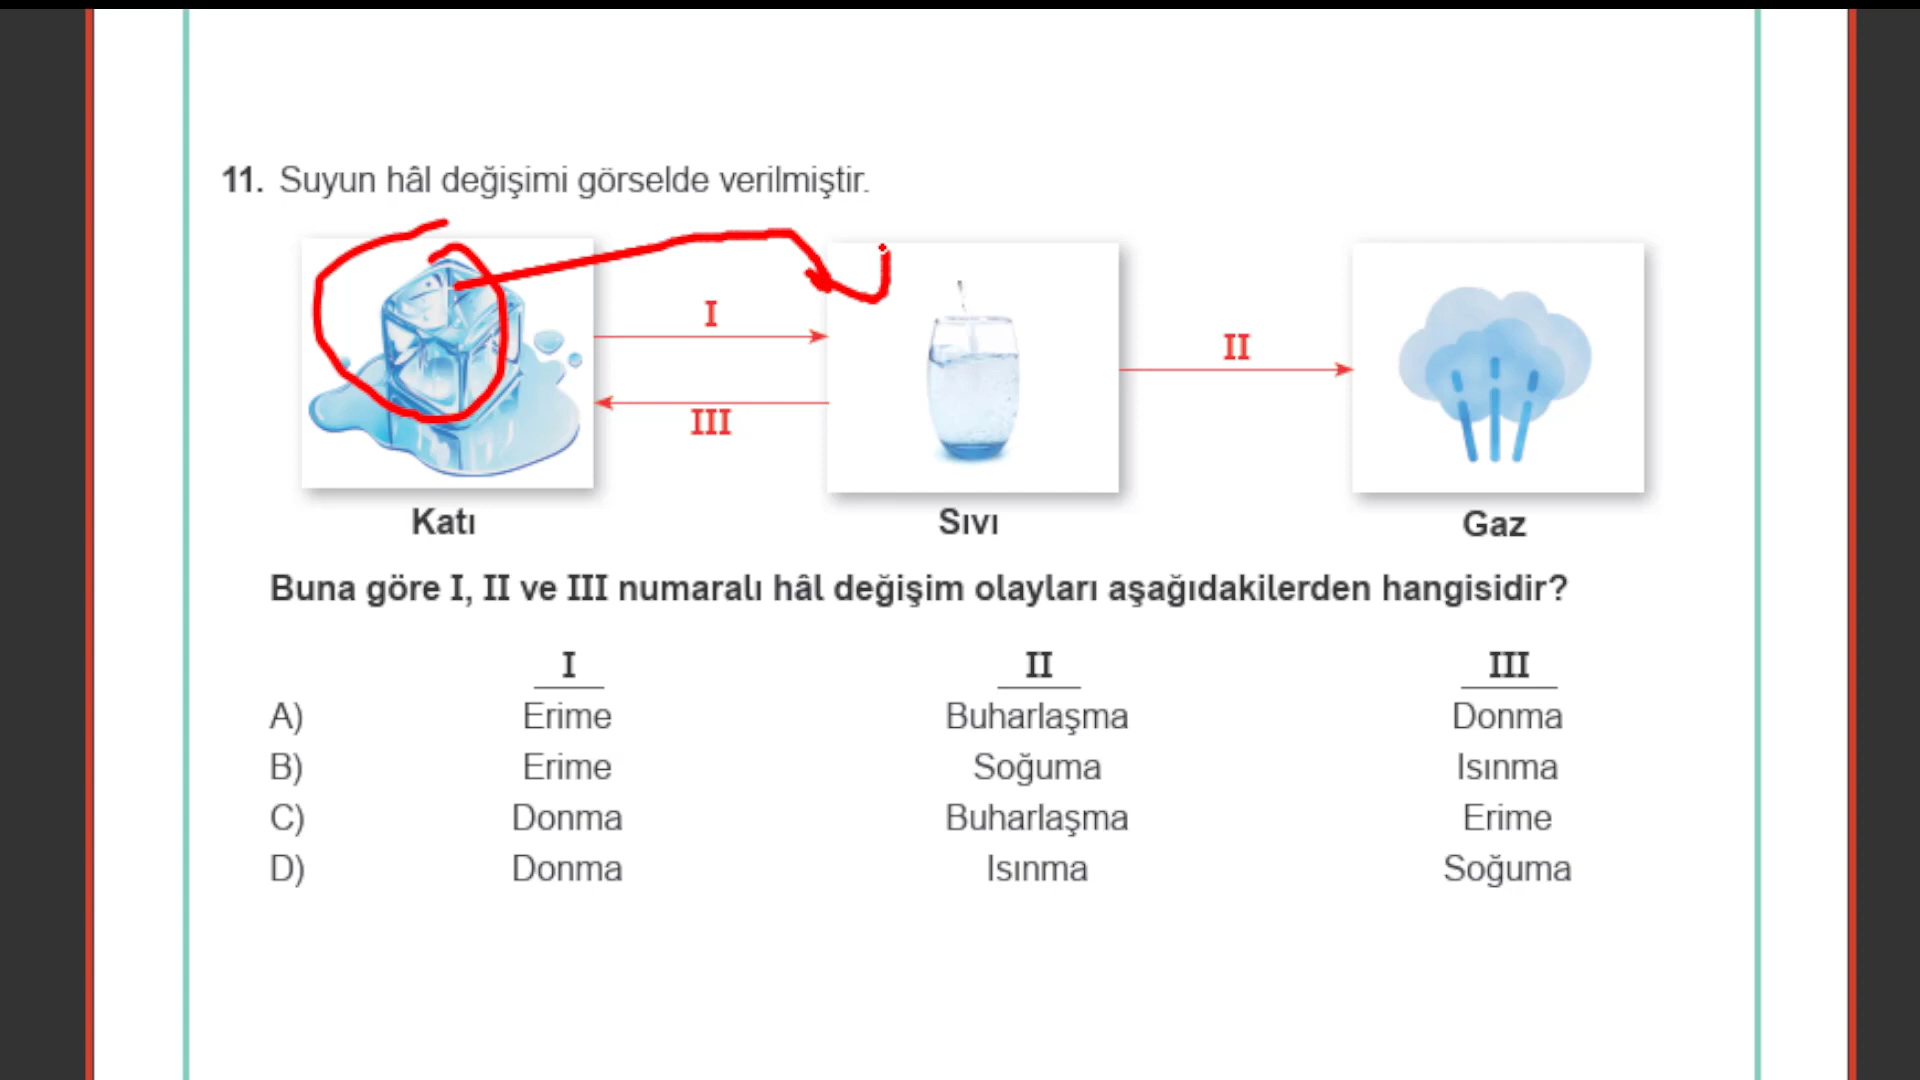 11. Suyun hâl değişimi görselde verilmiştir.
I
II
III
Katı Sıvı Gaz
Buna göre I, II ve III numaralı hâl değişim olayları aşağıdakilerden hangisidir?
I II III
A) Erime Buharlaşma Donma
B) Erime Soğuma Isınma
C) Donma Buharlaşma Erime
D) Donma Isınma Soğuma